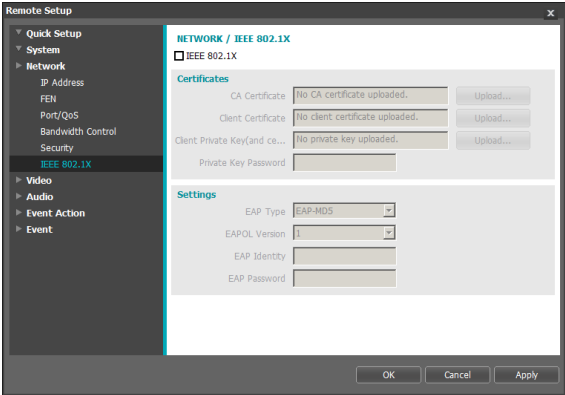 Remote Setup
x
Quick Setup
System
Network
IP Address
FEN
Port/QoS
Bandwidth Control
Security
IEEE 802.1X
Video
Audio
Event Action
Event
NETWORK / IEEE 802.1X
IEEE 802.1X
Certificates
CA Certificate No CA certificate uploaded. Upload...
Client Certificate No client certificate uploaded. Upload...
Client Private Key(and ce... No private key uploaded. Upload...
Private Key Password
Settings
EAP Type EAP-MD5
EAPOL Version 1
EAP Identity
EAP Password
OK Cancel Apply